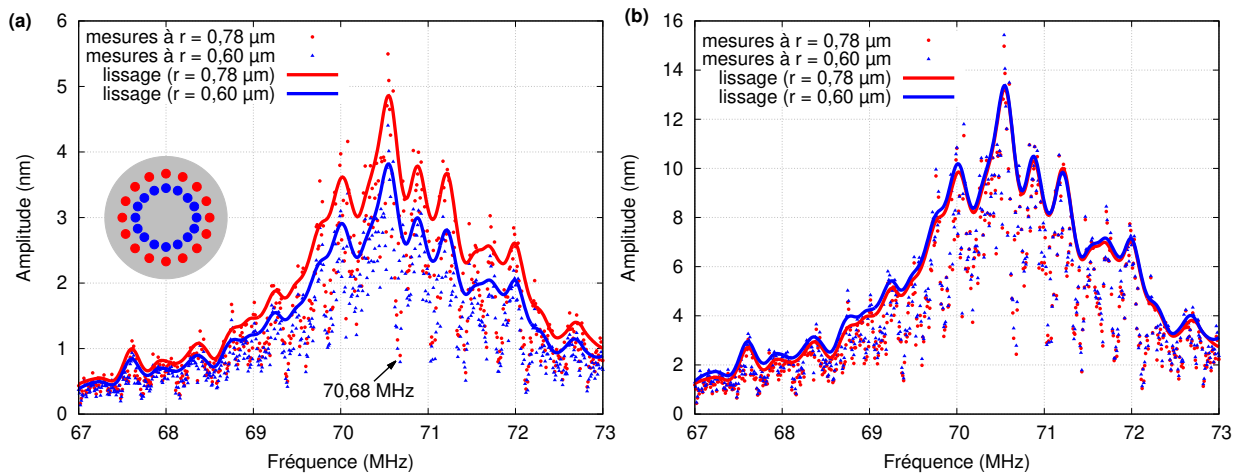 (a)
mesures à r = 0,78 μm
mesures à r = 0,60 μm
lissage (r = 0,78 μm)
lissage (r = 0,60 μm)
70,68 MHz
0
1
2
3
4
5
6
Amplitude (nm)
67 68 69 70 71 72 73
Fréquence (MHz)
(b)
mesures à r = 0,78 μm
mesures à r = 0,60 μm
lissage (r = 0,78 μm)
lissage (r = 0,60 μm)
0
2
4
6
8
10
12
14
16
Amplitude (nm)
67 68 69 70 71 72 73
Fréquence (MHz)